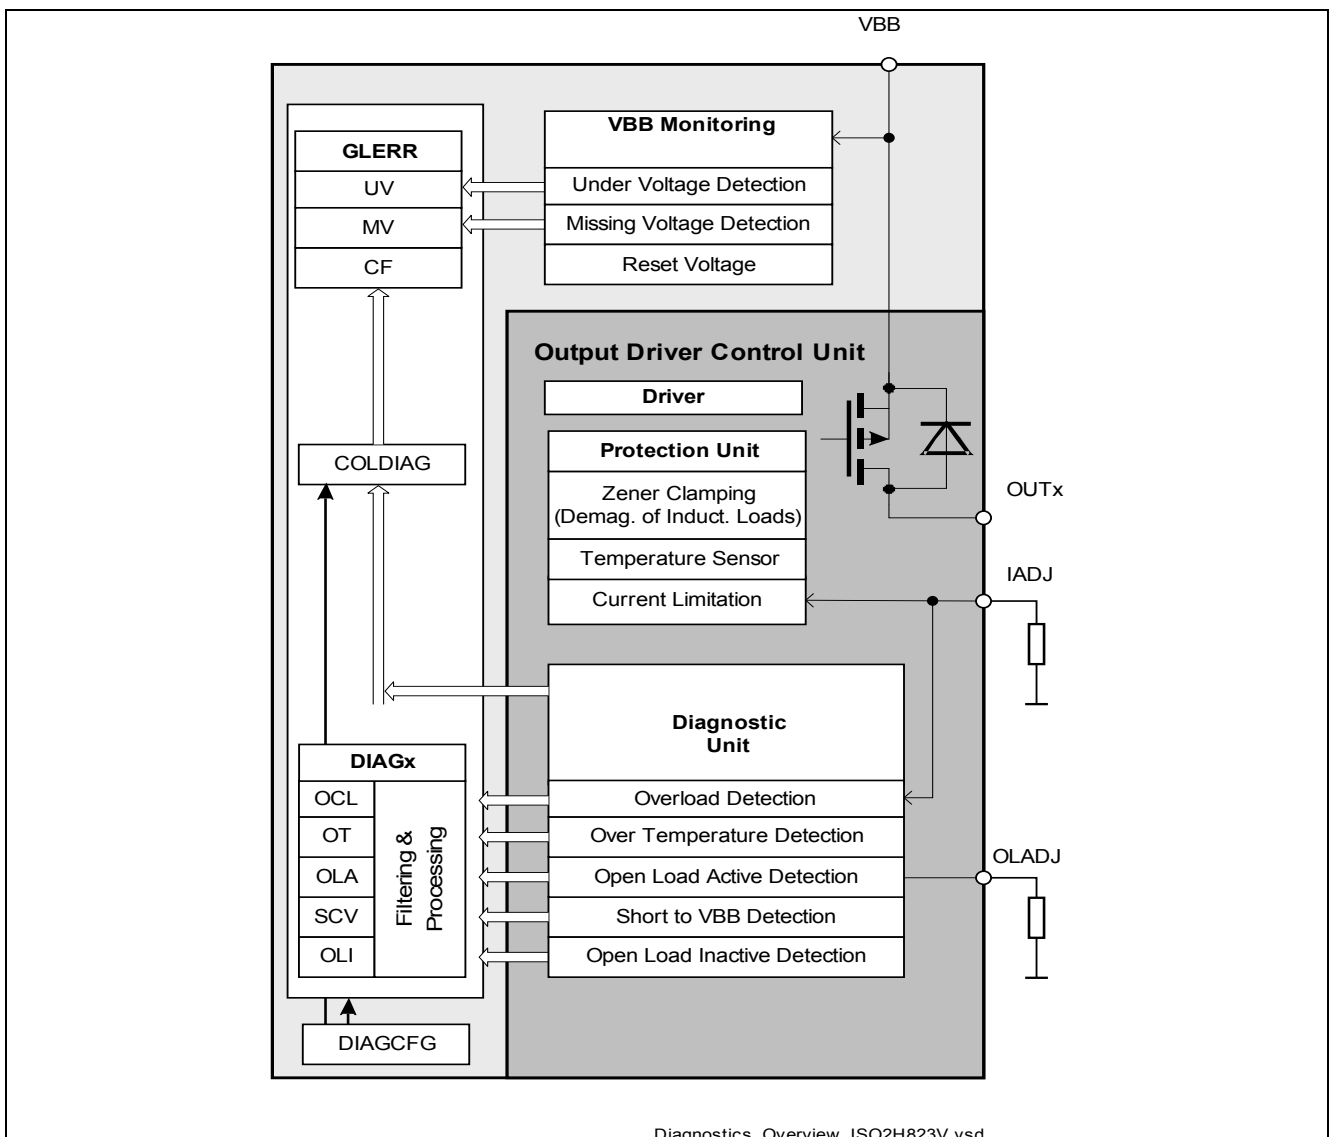 VBB
VBB Monitoring
GLERR
UV
Under Voltage Detection
MV
Missing Voltage Detection
CF
Reset Voltage
Output Driver Control Unit
Driver
Protection Unit
COLDIAG
Zener Clamping
(Demag. of Induct. Loads)
OUTx
Temperature Sensor
IADJ
Current Limitation
Diagnostic
Unit
DIAGx
OCL
Overload Detection
OT
Over Temperature Detection
OLA
Open Load Active Detection
OLADJ
SCV
Short to VBB Detection
OLI
Open Load Inactive Detection
Filtering &
Processing
DIAGCFG
Diagnostics_Overview_ISO2H823V.vsd